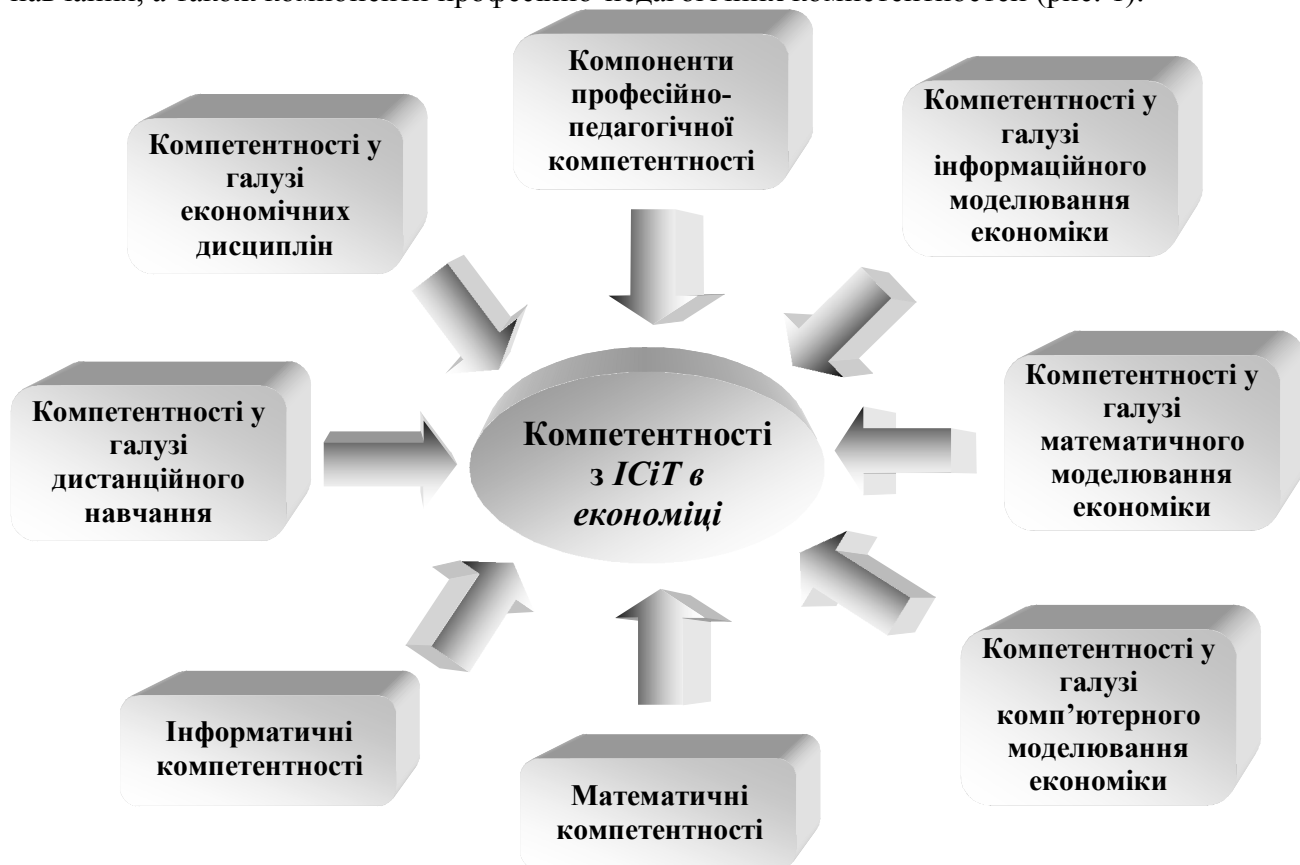 навчання, а також компоненти професійно-педагогічних компетентностей (рис. 1).
Компоненти
професійно-
педагогічної
компетентності
Компетентності у
галузі
економічних
дисциплін
Компетентності у
галузі
інформаційного
моделювання
економіки
Компетентності у
галузі
дистанційного
навчання
Компетентності
з ІСіТ в
економіці
Компетентності у
галузі
математичного
моделювання
економіки
Інформатичні
компетентності
Математичні
компетентності
Компетентності у
галузі
комп’ютерного
моделювання
економіки